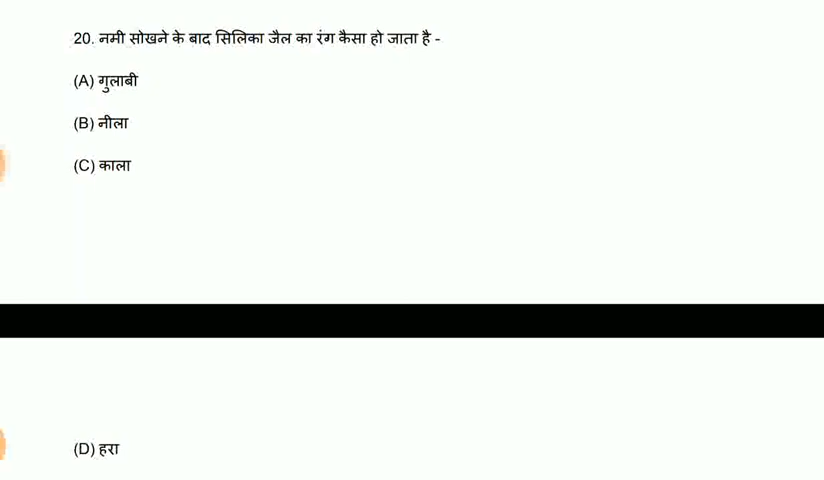 20. नमी सोखने के बाद सिलिका जैल का रंग कैसा हो जाता है -
(A) गुलाबी
(B) नीला
(C) काला
(D) हरा